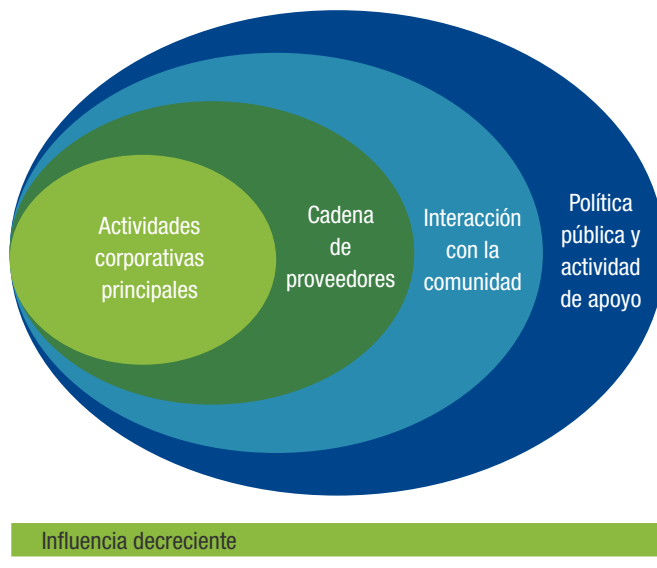 Actividades
corporativas
principales
Cadena
de
proveedores
Interacción
con la
comunidad
Política
pública y
actividad
de apoyo
Influencia decreciente